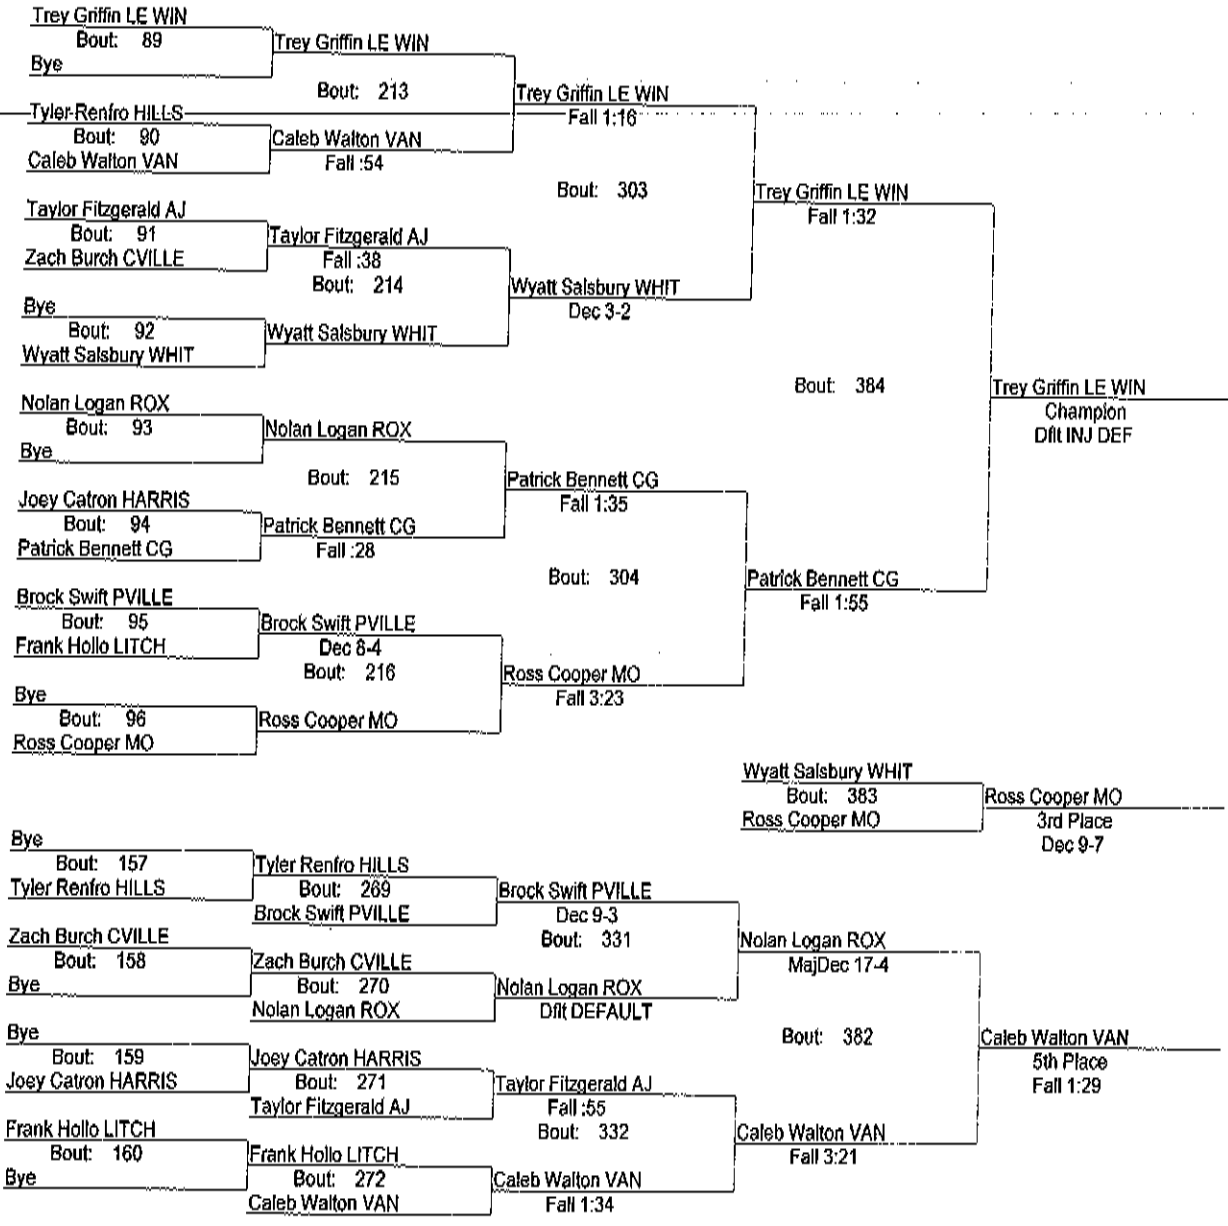 Trey Griffin LE WIN
Bout: 89
Bye
Trey Griffin LE WIN
Bout: 213
Trey Griffin LE WIN
Fall 1:16
Tyler Renfro HILLS
Bout: 90
Caleb Walton VAN
Caleb Walton VAN
Fall :54
Bout: 303
Trey Griffin LE WIN
Fall 1:32
Taylor Fitzgerald AJ
Bout: 91
Zach Burch CVILLE
Taylor Fitzgerald AJ
Fall :38
Bout: 214
Wyatt Salsbury WHIT
Dec 3-2
Bye
Bout: 92
Wyatt Salsbury WHIT
Wyatt Salsbury WHIT
Bout: 384
Trey Griffin LE WIN
Champion
Dflt INJ DEF
Nolan Logan ROX
Bout: 93
Bye
Nolan Logan ROX
Bout: 215
Patrick Bennett CG
Fall 1:35
Joey Catron HARRIS
Bout: 94
Patrick Bennett CG
Patrick Bennett CG
Fall :28
Bout: 304
Patrick Bennett CG
Fall 1:55
Brock Swift PVILLE
Bout: 95
Frank Hollo LITCH
Brock Swift PVILLE
Dec 8-4
Bout: 216
Ross Cooper MO
Fall 3:23
Bye
Bout: 96
Ross Cooper MO
Ross Cooper MO
Wyatt Salsbury WHIT
Bout: 383
Ross Cooper MO
Ross Cooper MO
3rd Place
Dec 9-7
Bye
Bout: 157
Tyler Renfro HILLS
Tyler Renfro HILLS
Bout: 269
Brock Swift PVILLE
Brock Swift PVILLE
Dec 9-3
Bout: 331
Zach Burch CVILLE
Bout: 158
Bye
Zach Burch CVILLE
Bout: 270
Nolan Logan ROX
Nolan Logan ROX
Dflt DEFAULT
Nolan Logan ROX
MajDec 17-4
Bout: 382
Caleb Walton VAN
5th Place
Fall 1:29
Bye
Bout: 159
Joey Catron HARRIS
Joey Catron HARRIS
Bout: 271
Taylor Fitzgerald AJ
Taylor Fitzgerald AJ
Fall :55
Bout: 332
Caleb Walton VAN
Fall 3:21
Frank Hollo LITCH
Bout: 160
Bye
Frank Hollo LITCH
Bout: 272
Caleb Walton VAN
Caleb Walton VAN
Fall 1:34